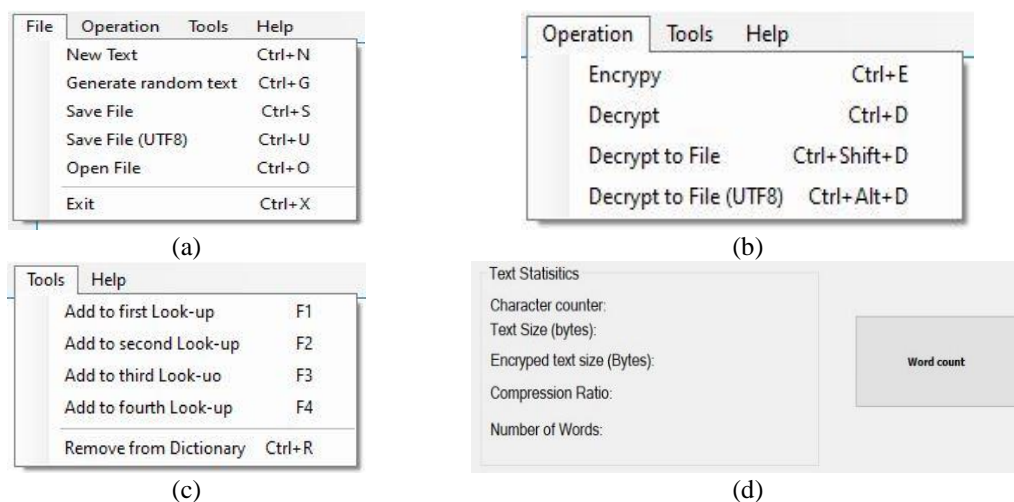 File Operation Tools Help
New Text Ctrl+N
Generate random text Ctrl+G
Save File Ctrl+S
Save File (UTF8) Ctrl+U
Open File Ctrl+O
Exit Ctrl+X
(a)
Operation Tools Help
Encrypy Ctrl+E
Decrypt Ctrl+D
Decrypt to File Ctrl+Shift+D
Decrypt to File (UTF8) Ctrl+Alt+D
(b)
Tools Help
Add to first Look-up F1
Add to second Look-up F2
Add to third Look-uo F3
Add to fourth Look-up F4
Remove from Dictionary Ctrl+R
(c)
Text Statisitics
Character counter:
Text Size (bytes):
Encryped text size (Bytes):
Compression Ratio:
Number of Words:
Word count
(d)